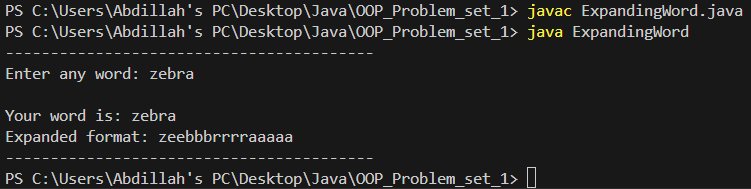 PS C:\Users\Abdillah's PC\Desktop\Java\OOP_Problem_set_1> javac ExpandingWord.java
PS C:\Users\Abdillah's PC\Desktop\Java\OOP_Problem_set_1> java ExpandingWord
------------------------------------------
Enter any word: zebra

Your word is: zebra
Expanded format: zeebbbrrrraaaaa
------------------------------------------
PS C:\Users\Abdillah's PC\Desktop\Java\OOP_Problem_set_1>